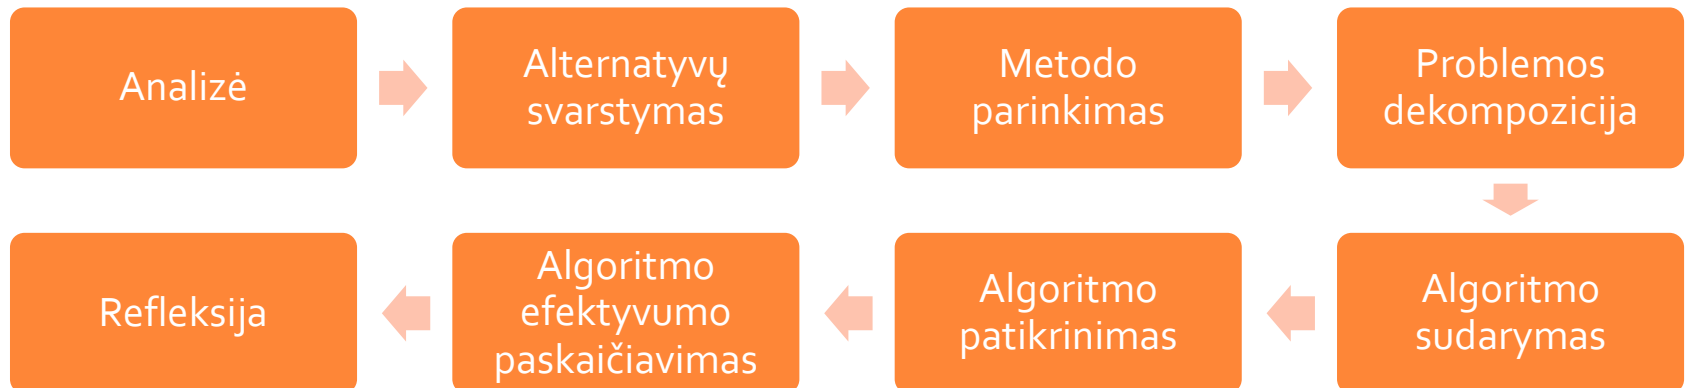 Analizė
Alternatyvų
svarstymas
Metodo
parinkimas
Problemos
dekompozicija
Algoritmo
sudarymas
Algoritmo
patikrinimas
Algoritmo
efektyvumo
paskaičiavimas
Refleksija